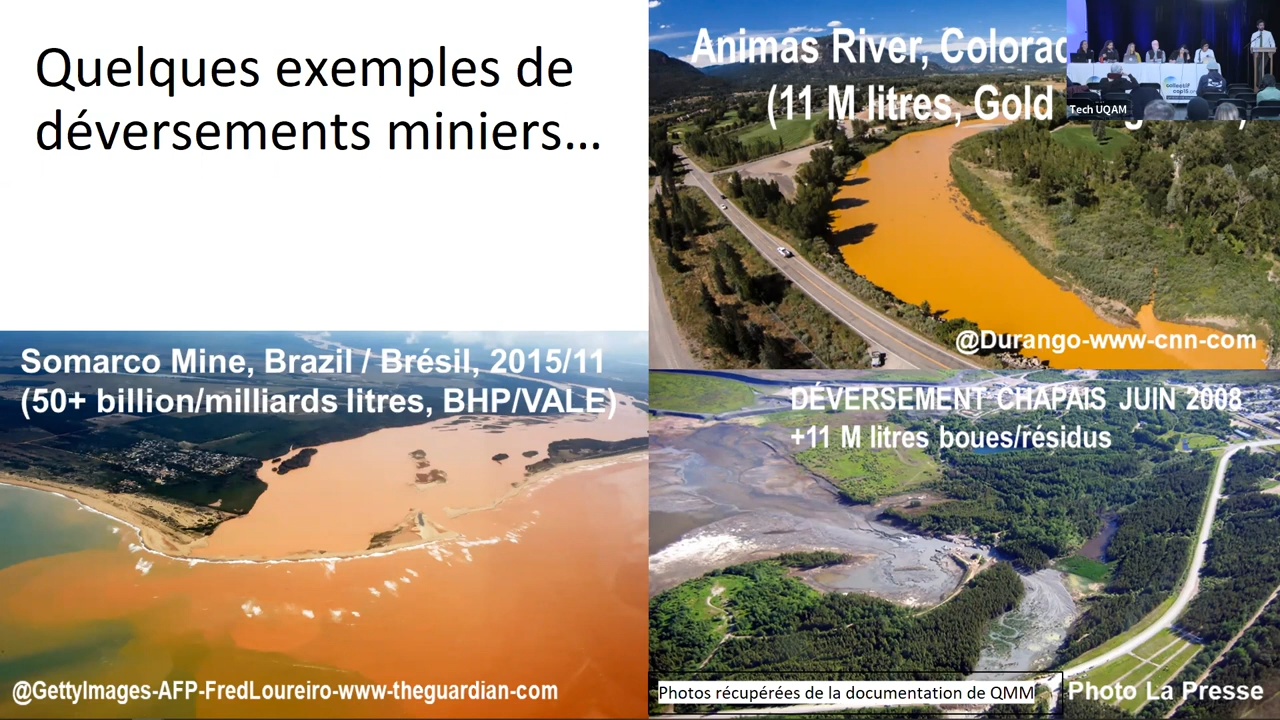 Quelques exemples de
déversements miniers...
Animas River, Colorad
(11 M litres, Gold
Tech UQAM
collectif
cop15
@Durango-www-cnn-com
Somarco Mine, Brazil / Brésil, 2015/11
(50+ billion/milliards litres, BHP/VALE)
@GettyImages-AFP-FredLoureiro-www-theguardian-com
DÉVERSEMENT CHAPAIS JUIN 2008
+11 M litres boues/résidus
Photos récupérées de la documentation de QMM
Photo La Presse